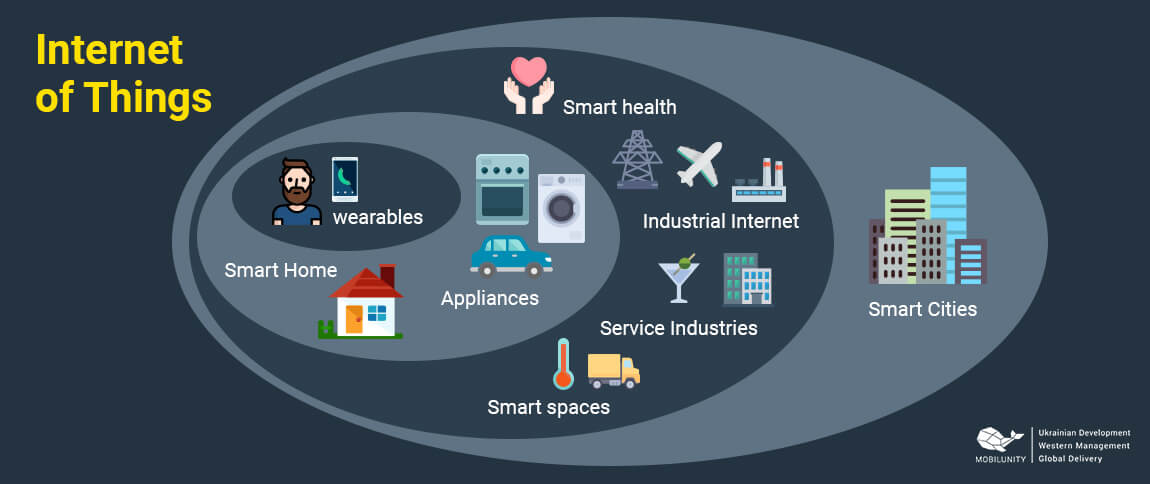 Internet
of Things
Smart health
wearables
Industrial Internet
Smart Home
Appliances
Smart Cities
Service Industries
Smart spaces
MOBILUNITY
Ukrainian Development
Western Management
Global Delivery